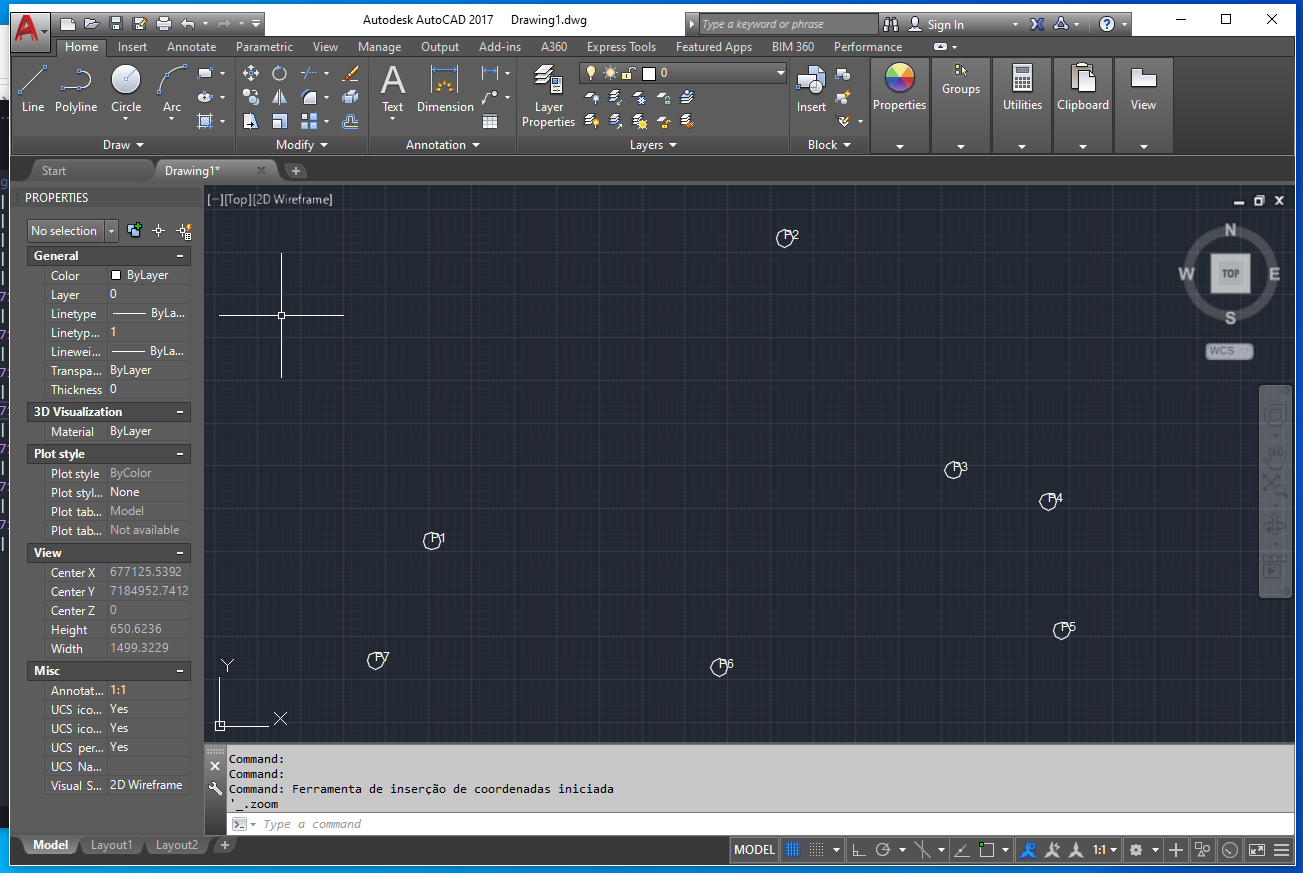 Autodesk AutoCAD 2017 Drawing1.dwg
Type a keyword or phrase
Sign In
Home Insert Annotate Parametric View Manage Output Add-ins A360 Express Tools Featured Apps BIM 360 Performance
0
Line Polyline Circle Arc
Text Dimension
Layer
Properties
Insert
Properties Groups Utilities Clipboard View
Draw Modify Annotation Layers Block
Start Drawing1*
PROPERTIES
No selection
General
Color ByLayer
Layer 0
Linetype ByLa...
Linetyp... 1
Linewei... ByLa...
Transpa... ByLayer
Thickness 0
3D Visualization
Material ByLayer
Plot style
Plot style ByColor
Plot styl... None
Plot tab... Model
Plot tab... Not available
View
Center X 677125.5392
Center Y 7184952.7412
Center Z 0
Height 650.6236
Width 1499.3229
Misc
Annotat... 1:1
UCS ico... Yes
UCS ico... Yes
UCS per... Yes
UCS Na...
Visual S... 2D Wireframe
[−][Top][2D Wireframe]
P2
N
W TOP E
S
WCS
P3
P4
P1
P5
P7
P6
Y
X
Command:
Command:
Command: Ferramenta de inserção de coordenadas iniciada
'_.zoom
Type a command
Model Layout1 Layout2
MODEL
1:1